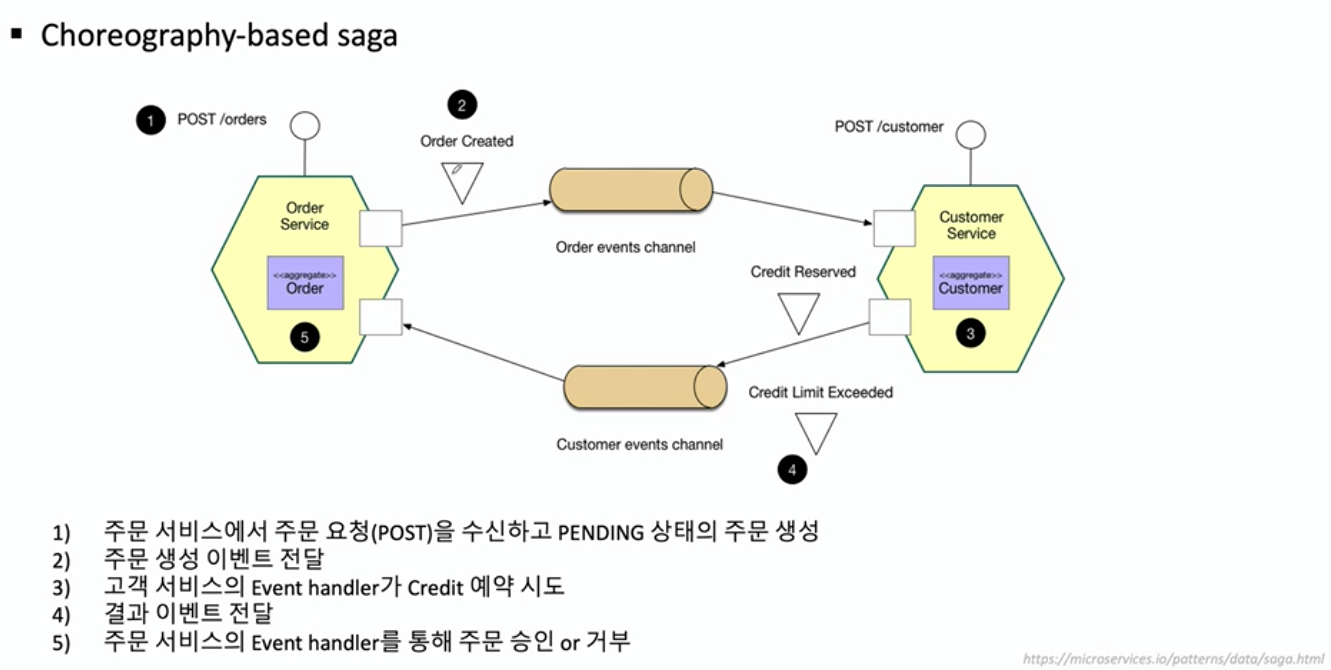 ▪ Choreography-based saga
1 POST /orders
2
Order Created
POST /customer
Order Service
<<aggregate>>
Order
5
Order events channel
Customer Service
<<aggregate>>
Customer
3
Credit Reserved
Customer events channel
Credit Limit Exceeded
4
1) 주문 서비스에서 주문 요청(POST)을 수신하고 PENDING 상태의 주문 생성
2) 주문 생성 이벤트 전달
3) 고객 서비스의 Event handler가 Credit 예약 시도
4) 결과 이벤트 전달
5) 주문 서비스의 Event handler를 통해 주문 승인 or 거부
https://microservices.io/patterns/data/saga.html